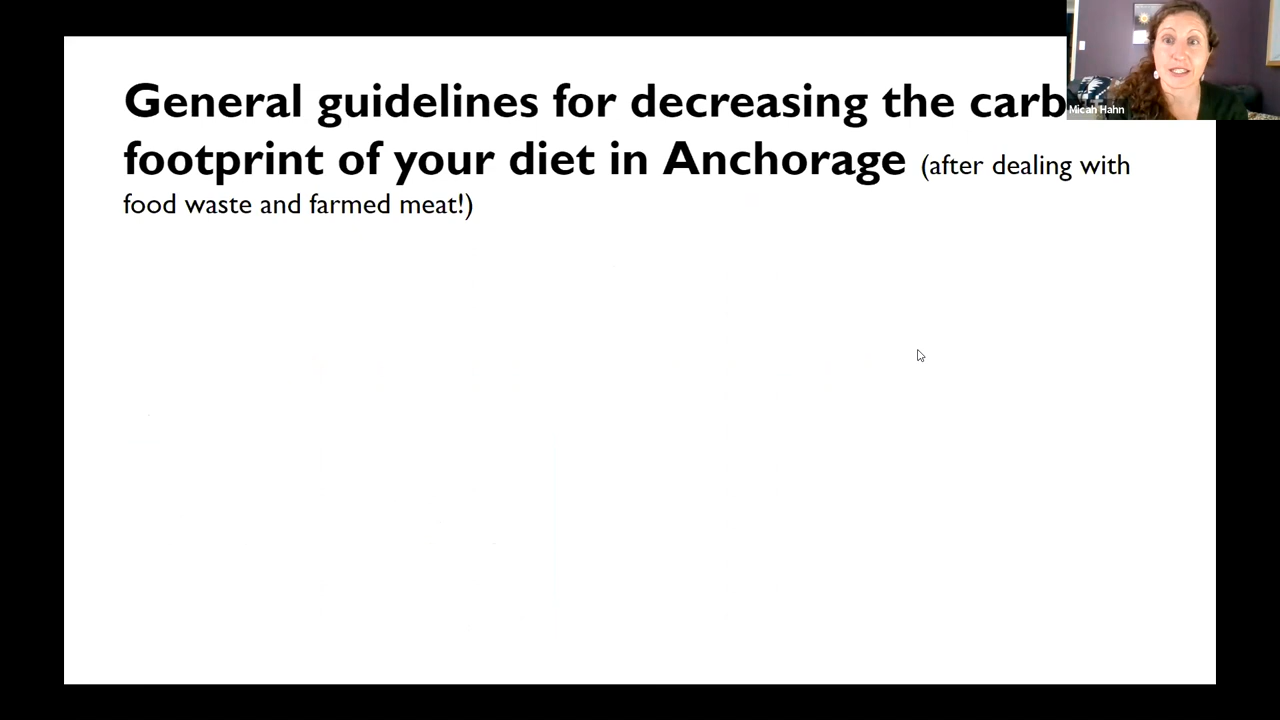 General guidelines for decreasing the carb
footprint of your diet in Anchorage (after dealing with
food waste and farmed meat!)
Micah Hahn